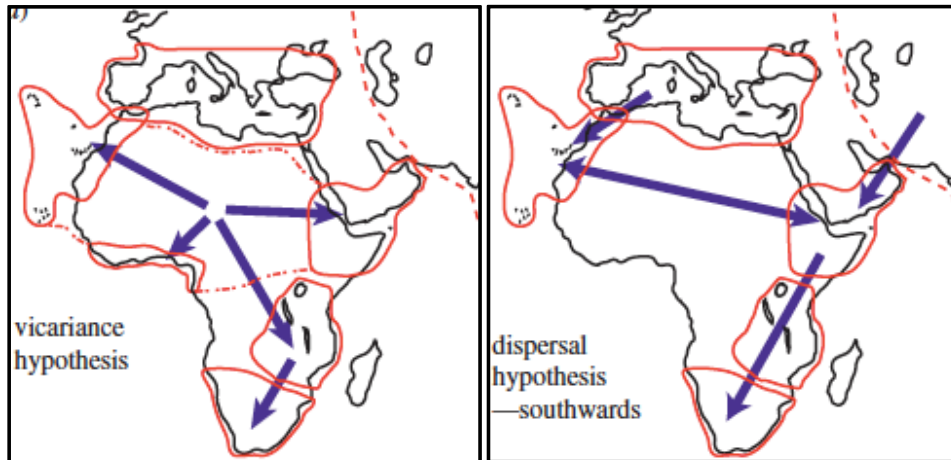 vicariance
hypothesis
dispersal
hypothesis
—southwards